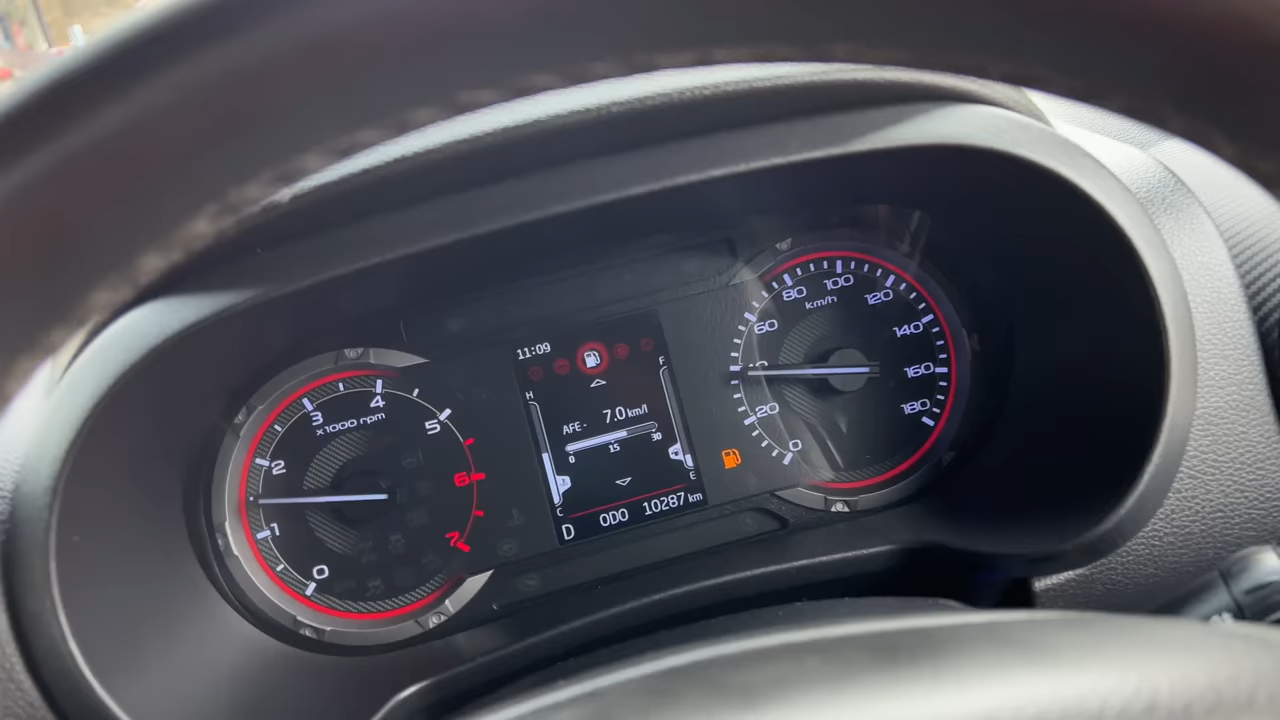 11:09
H
F
AFE- 7.0 km/l
0 15 30
C
E
D ODO 10287 km
0 1 2 3 4 5 6 7
x1000 rpm
0 20 60 80 100 120 140 160 180
km/h